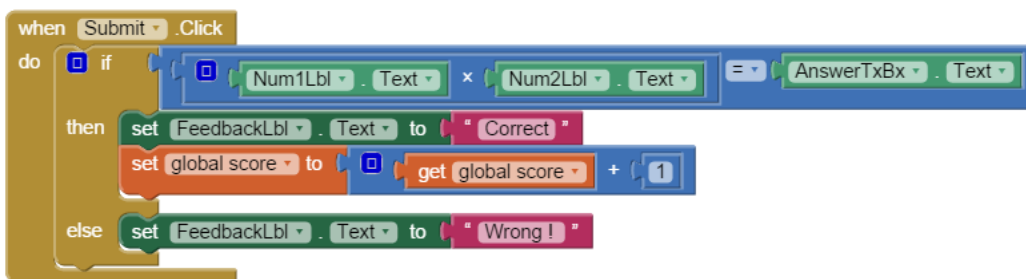 when Submit .Click
do if Num1Lbl . Text × Num2Lbl . Text = AnswerTxBx . Text
then set FeedbackLbl . Text to " Correct "
set global score to get global score + 1
else set FeedbackLbl . Text to " Wrong ! "